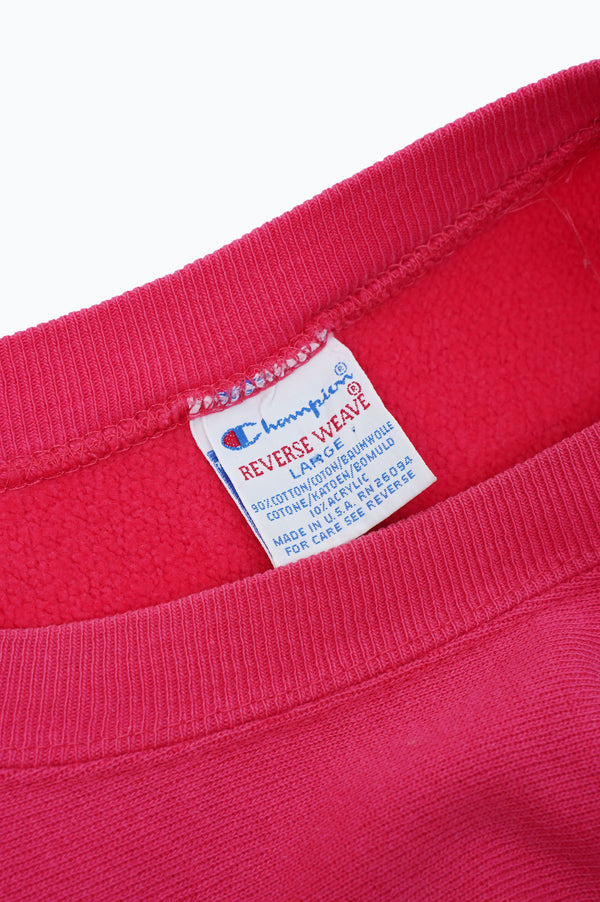 Champion®
REVERSE WEAVE®
LARGE
90% COTTON/COTON/BAUMWOLLE
COTONE/KATOEN/BOMULD
10% ACRYLIC
MADE IN U.S.A. RN 26094
FOR CARE SEE REVERSE